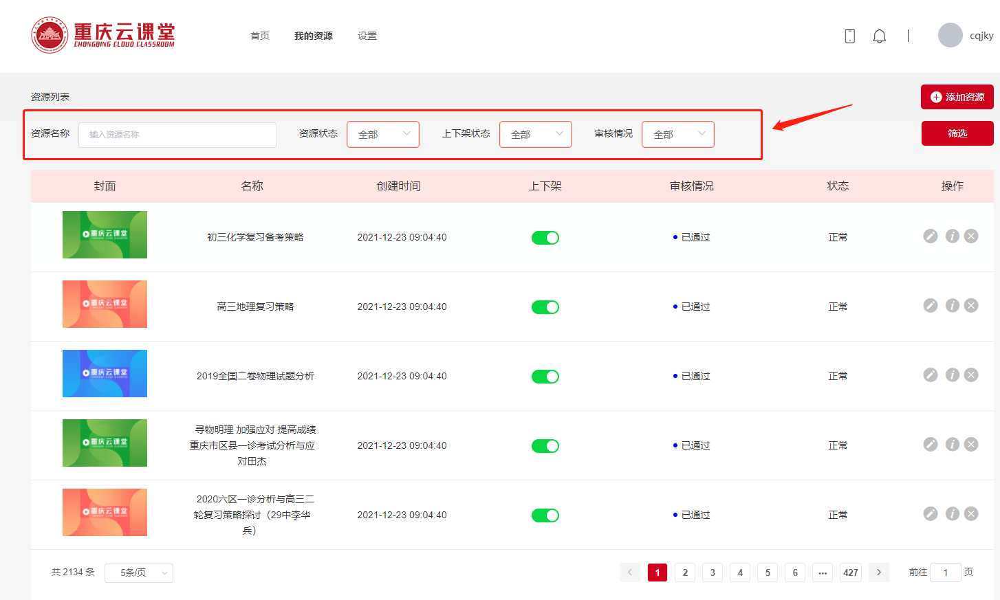 重庆云课堂
CHONGQING CLOUD CLASSROOM
首页 我的资源 设置
cqjky
资源列表
添加资源
资源名称 输入资源名称 资源状态 全部 上下架状态 全部 审核情况 全部 筛选
封面 名称 创建时间 上下架 审核情况 状态 操作
重庆云课堂
初三化学复习备考策略 2021-12-23 09:04:40 已通过 正常
重庆云课堂
高三地理复习策略 2021-12-23 09:04:40 已通过 正常
重庆云课堂
2019全国二卷物理试题分析 2021-12-23 09:04:40 已通过 正常
重庆云课堂
寻物明理 加强应对 提高成绩
重庆市区县一诊考试分析与应 2021-12-23 09:04:40 已通过 正常
对田杰
重庆云课堂
2020六区一诊分析与高三二
轮复习策略探讨（29中李华 2021-12-23 09:04:40 已通过 正常
兵）
共 2134 条 5条/页 1 2 3 4 5 6 ... 427 前往 1 页